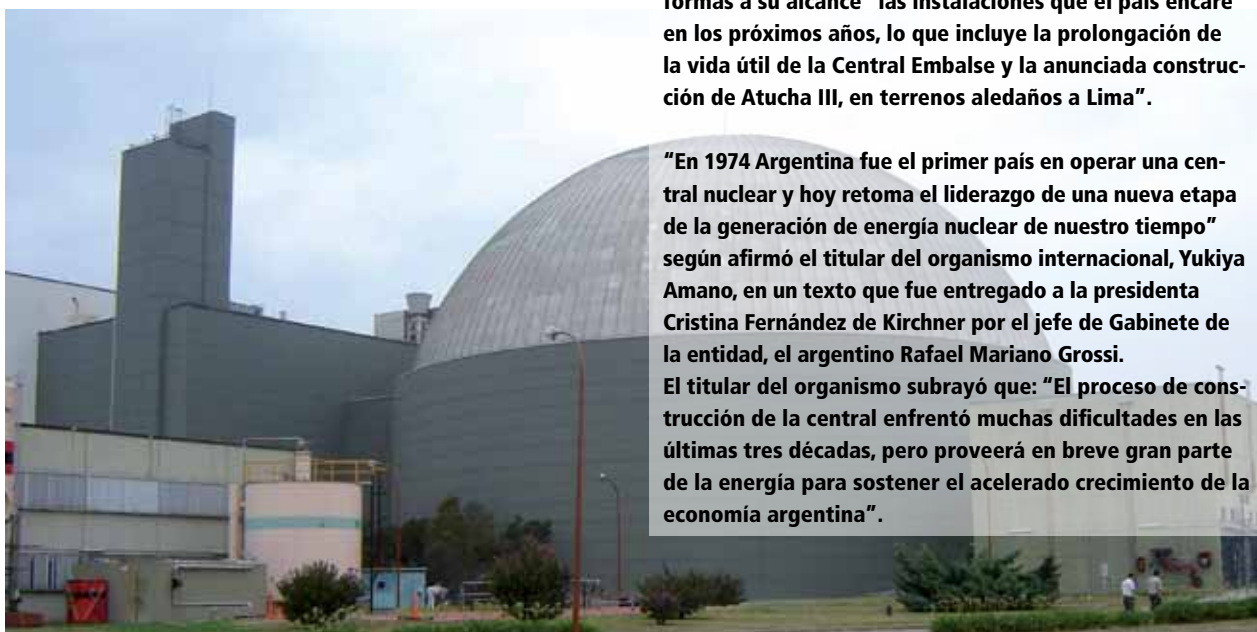 formas a su alcance” las instalaciones que el país encare
en los próximos años, lo que incluye la prolongación de
la vida útil de la Central Embalse y la anunciada construc-
ción de Atucha III, en terrenos aledaños a Lima”.
“En 1974 Argentina fue el primer país en operar una cen-
tral nuclear y hoy retoma el liderazgo de una nueva etapa
de la generación de energía nuclear de nuestro tiempo”
según afirmó el titular del organismo internacional, Yukiya
Amano, en un texto que fue entregado a la presidenta
Cristina Fernández de Kirchner por el jefe de Gabinete de
la entidad, el argentino Rafael Mariano Grossi.
El titular del organismo subrayó que: “El proceso de cons-
trucción de la central enfrentó muchas dificultades en las
últimas tres décadas, pero proveerá en breve gran parte
de la energía para sostener el acelerado crecimiento de la
economía argentina”.